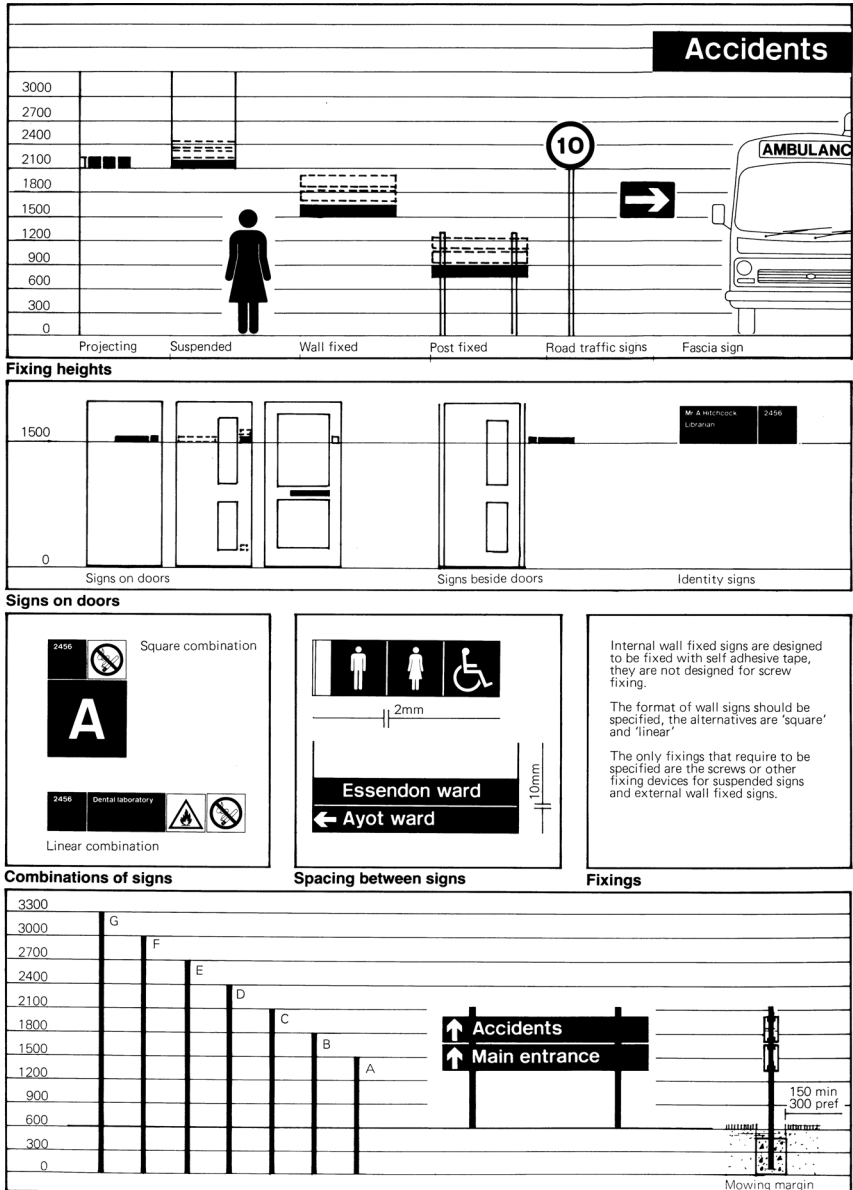 Accidents
3000
2700
2400
2100
1800
1500
1200
900
600
300
0
10
AMBULANC
Projecting
Suspended
Wall fixed
Post fixed
Road traffic signs
Fascia sign
Fixing heights
1500
0
Mr A Hitchcock
Librarian
2456
Signs on doors
Signs beside doors
Identity signs
Signs on doors
2456
Square combination
A
2456
Dental laboratory
Linear combination
Combinations of signs
2mm
10mm
Essendon ward
Ayot ward
Spacing between signs
Internal wall fixed signs are designed
to be fixed with self adhesive tape,
they are not designed for screw
fixing.
The format of wall signs should be
specified, the alternatives are 'square'
and 'linear'
The only fixings that require to be
specified are the screws or other
fixing devices for suspended signs
and external wall fixed signs.
Fixings
3300
3000
2700
2400
2100
1800
1500
1200
900
600
300
0
G
F
E
D
C
B
A
Accidents
Main entrance
150 min
300 pref
Mowing margin